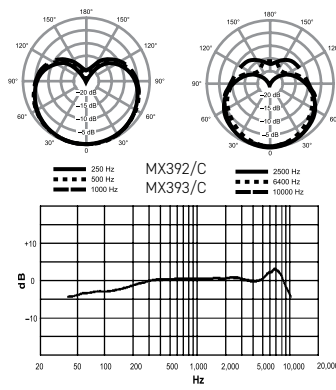 180°
180°
150°
150°
150°
150°
120°
120°
120°
120°
90°
90°
90°
90°
–20 dB
–15 dB
–10 dB
–5 dB
–20 dB
–15 dB
–10 dB
–5 dB
60°
60°
60°
60°
30°
30°
30°
30°
0
0
250 Hz
500 Hz
1000 Hz
MX392/C
MX393/C
2500 Hz
6400 Hz
10000 Hz
+10
0
–10
dB
20
50
100
200
500
1,000
2,000
5,000
10,000
20,000
Hz